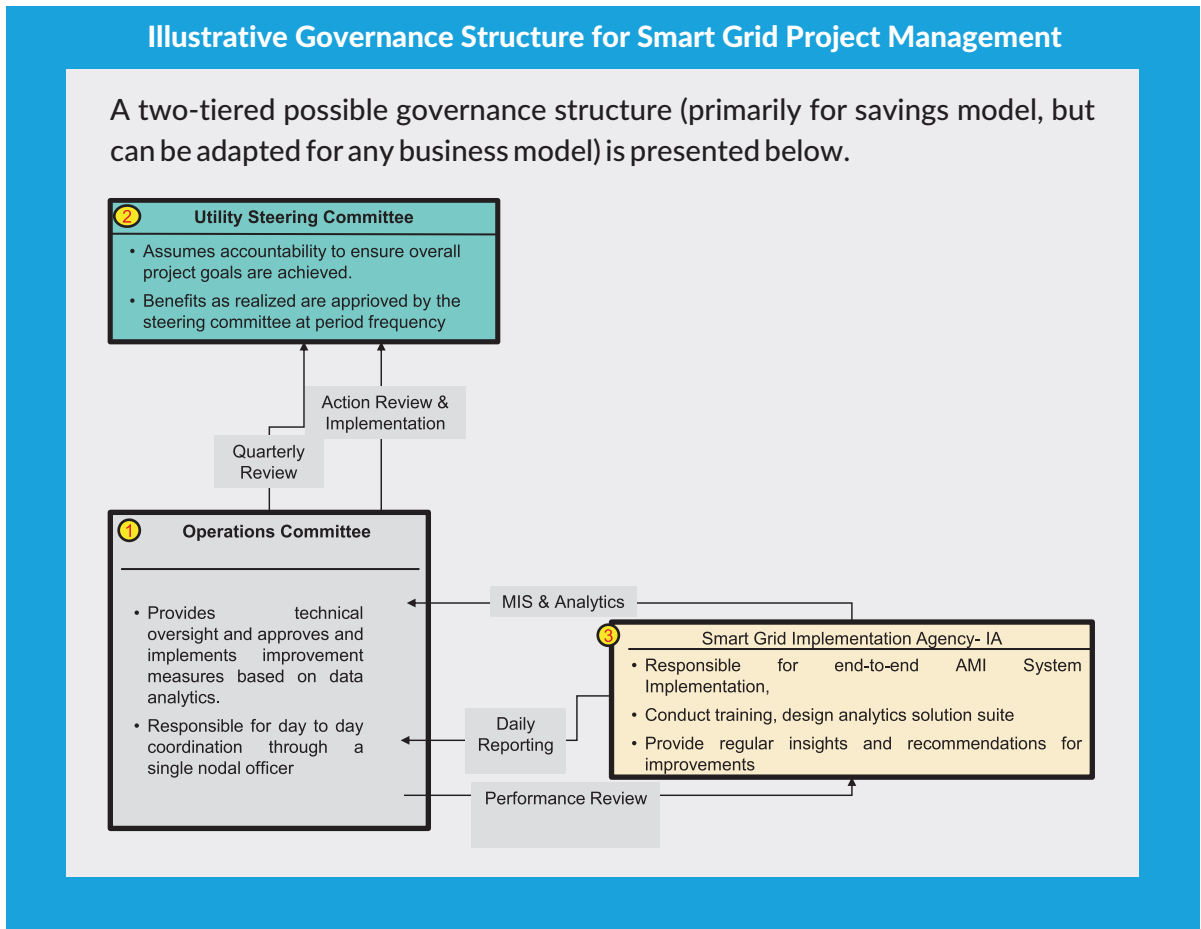 Illustrative Governance Structure for Smart Grid Project Management
A two-tiered possible governance structure (primarily for savings model, but
can be adapted for any business model) is presented below.
2
Utility Steering Committee
• Assumes accountability to ensure overall
project goals are achieved.
• Benefits as realized are apprioved by the
steering committee at period frequency
Action Review &
Implementation
Quarterly
Review
1
Operations Committee
• Provides technical
oversight and approves and
implements improvement
measures based on data
analytics.
• Responsible for day to day
coordination through a
single nodal officer
MIS & Analytics
3
Smart Grid Implementation Agency- IA
• Responsible for end-to-end AMI System
Implementation,
• Conduct training, design analytics solution suite
• Provide regular insights and recommendations for
improvements
Daily
Reporting
Performance Review